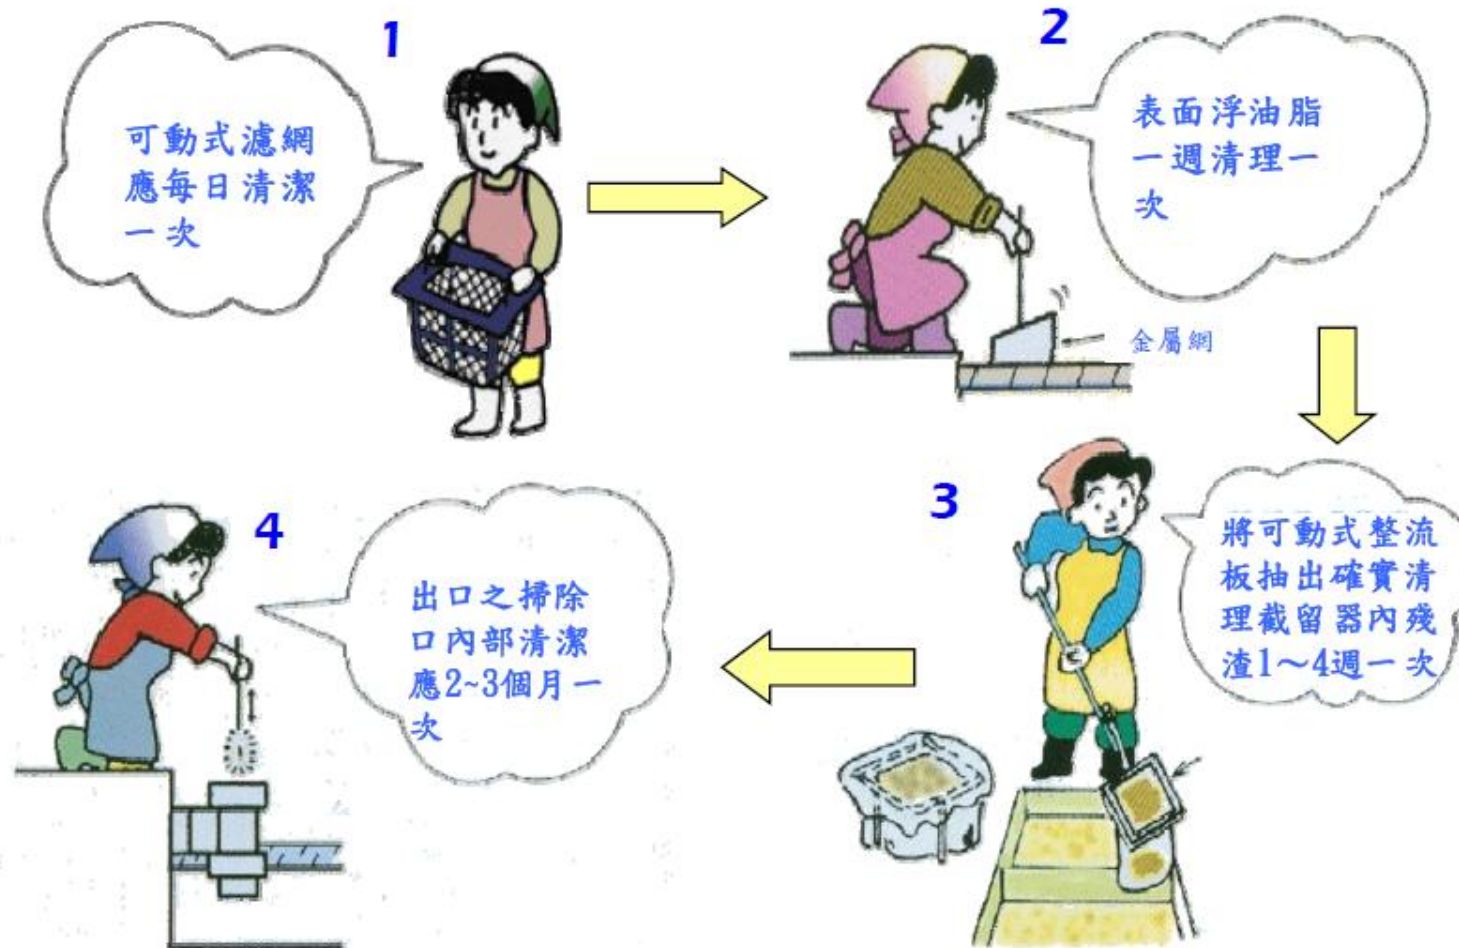 1
可動式濾網
應每日清潔
一次
2
表面浮油脂
一週清理一
次
金屬網
3
將可動式整流
板抽出確實清
理截留器內殘
渣1～4週一次
4
出口之掃除
口內部清潔
應2~3個月一
次